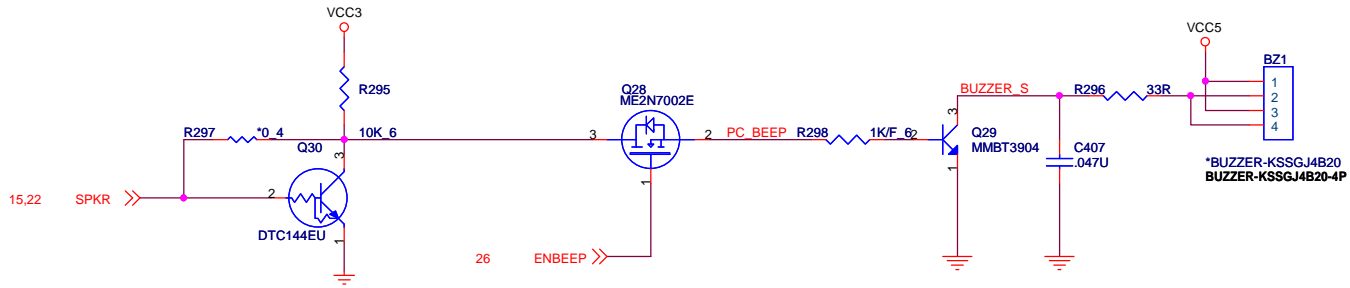 VCC3
VCC5
BZ1
R295
Q28
ME2N7002E
BUZZER_S
R296
33R
1
2
3
4
R297
*0_4
10K_6
3
2
PC_BEEP
R298
1K/F_6
2
3
Q29
MMBT3904
1
C407
.047U
*BUZZER-KSSGJ4B20
BUZZER-KSSGJ4B20-4P
Q30
3
1
15,22
SPKR
2
DTC144EU
1
26
ENBEEP